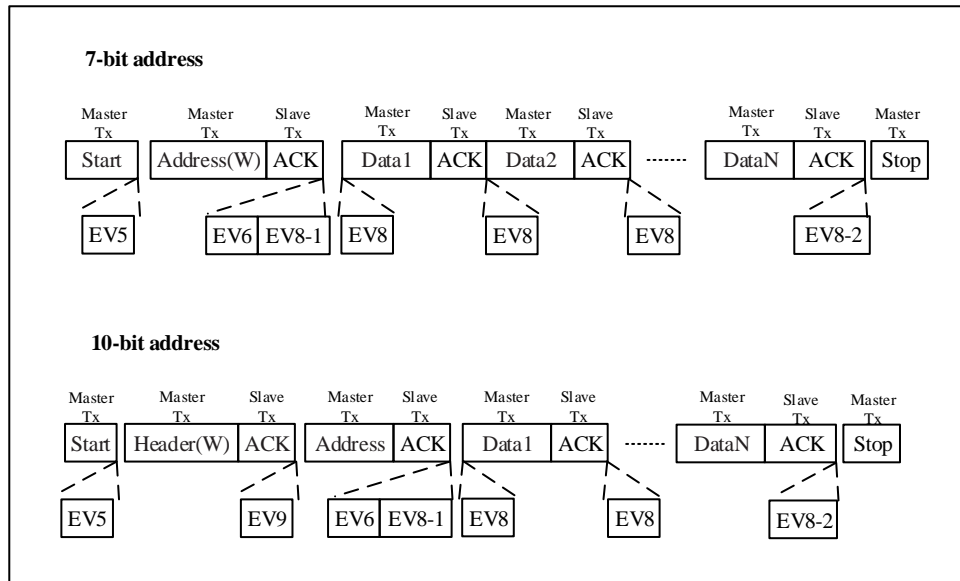 7-bit address
Master Tx Master Tx Slave Tx Master Tx Slave Tx Master Tx Slave Tx Master Tx Slave Tx Master Tx
Start Address(W) ACK Data1 ACK Data2 ACK DataN ACK Stop
EV5 EV6 EV8-1 EV8 EV8 EV8 EV8-2
10-bit address
Master Tx Master Tx Slave Tx Master Tx Slave Tx Master Tx Slave Tx Master Tx Slave Tx Master Tx
Start Header(W) ACK Address ACK Data1 ACK DataN ACK Stop
EV5 EV9 EV6 EV8-1 EV8 EV8 EV8-2